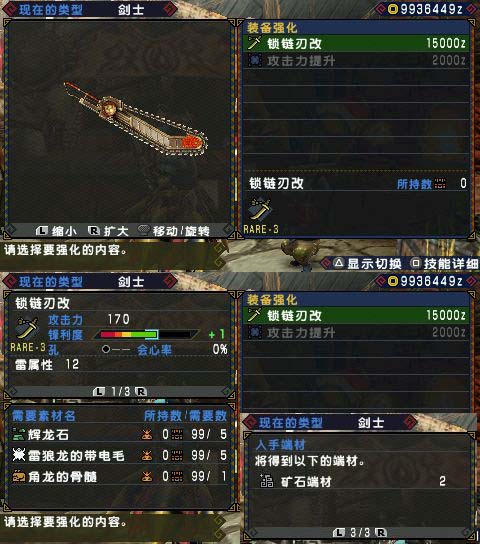 现在的类型 剑士
9936449z
装备强化
锁链刃改 15000z
攻击力提升 2000z
锁链刃改 所持数 0
RARE-3
L 缩小 R 扩大 移动/旋转
请选择要强化的内容。
△显示切换 □技能详细
现在的类型 剑士
9936449z
锁链刃改
攻击力 170
锋利度 +1
RARE-3 孔 ●ーー 会心率 0%
雷属性 12
L 1/3 R
装备强化
锁链刃改 15000z
攻击力提升 2000z
需要素材名 所持数/需要数
辉龙石 0 99/ 5
雷狼龙的带电毛 0 99/ 5
角龙的骨髓 0 99/ 1
请选择要强化的内容。
现在的类型 剑士
入手端材
将得到以下的端材。
矿石端材 2
L 3/3 R